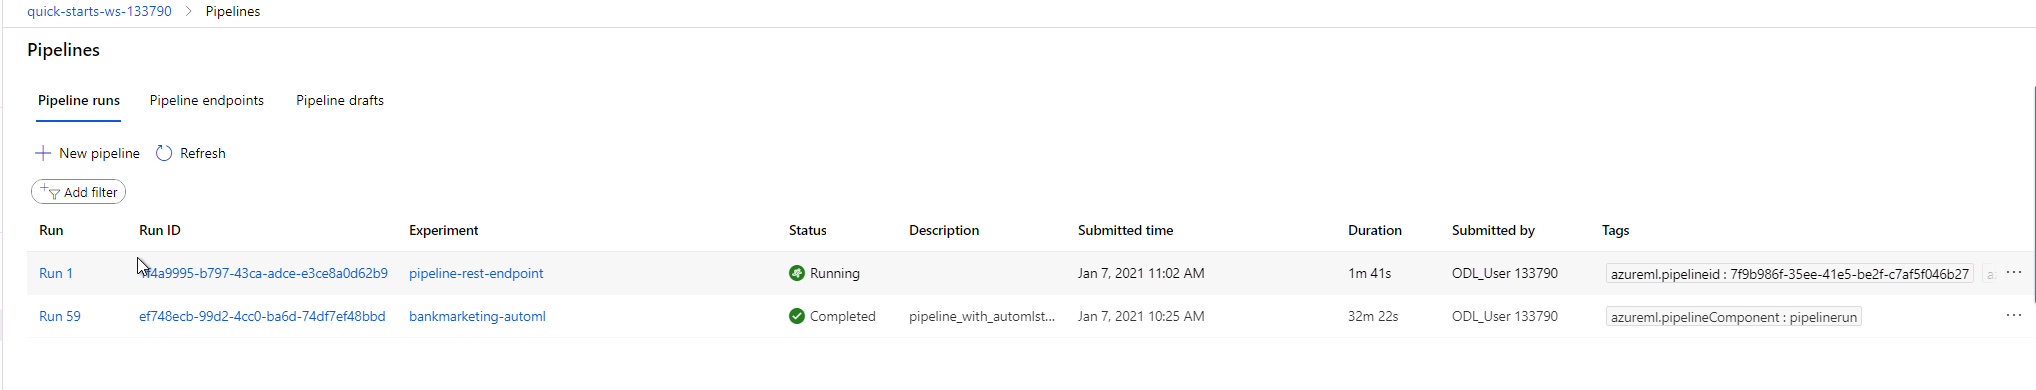 quick-starts-ws-133790 > Pipelines
Pipelines
Pipeline runs Pipeline endpoints Pipeline drafts
New pipeline Refresh
Add filter
Run Run ID Experiment Status Description Submitted time Duration Submitted by Tags
Run 1 f4a9995-b797-43ca-adce-e3ce8a0d62b9 pipeline-rest-endpoint Running Jan 7, 2021 11:02 AM 1m 41s ODL_User 133790 azureml.pipelineid : 7f9b986f-35ee-41e5-be2f-c7af5f046b27 a ...
Run 59 ef748ecb-99d2-4cc0-ba6d-74df7ef48bbd bankmarketing-automl Completed pipeline_with_automlst... Jan 7, 2021 10:25 AM 32m 22s ODL_User 133790 azureml.pipelineComponent : pipelinerun ...